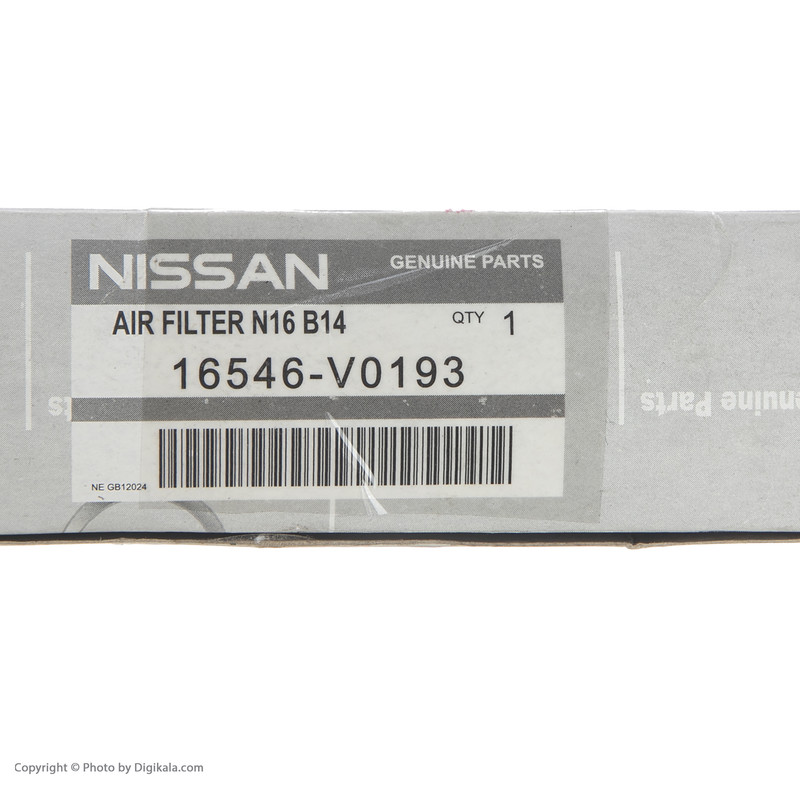 NISSAN GENUINE PARTS
AIR FILTER N16 B14 QTY 1
16546-V0193
NE GB12024
Genuine Parts
Copyright © Photo by Digikala.com